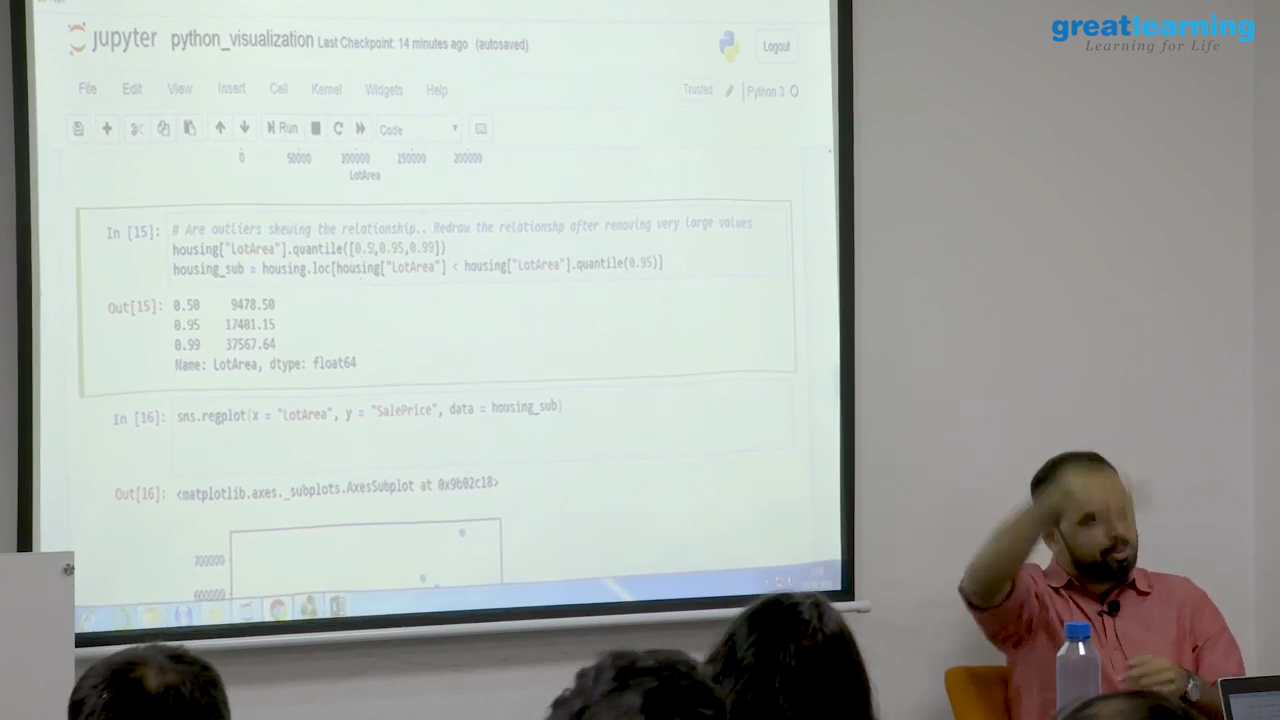 greatlearning
Learning for Life
jupyter python_visualization Last Checkpoint: 14 minutes ago (autosaved)
Logout
File Edit View Insert Cell Kernel Widgets Help
Trusted Python 3
Run Code
0 50000 100000 150000 200000
LotArea
In [15]: # Are outliers skewing the relationship.. Redraw the relationshp after removing very large values
housing["LotArea"].quantile([0.5,0.95,0.99])
housing_sub = housing.loc[housing["LotArea"] < housing["LotArea"].quantile(0.95)]
Out[15]: 0.50 9478.50
0.95 17401.15
0.99 37567.64
Name: LotArea, dtype: float64
In [16]: sns.regplot(x = "LotArea", y = "SalePrice", data = housing_sub)
Out[16]: <matplotlib.axes._subplots.AxesSubplot at 0x9b02c18>
700000
600000